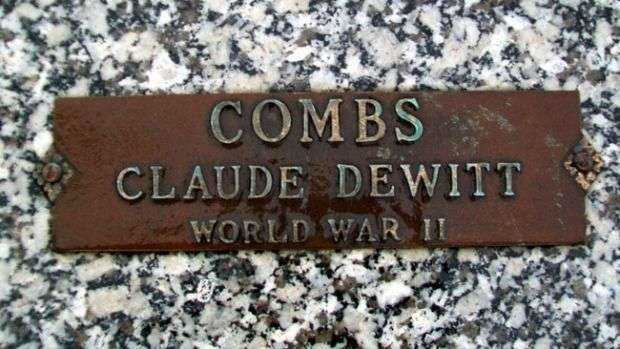 COMBS
CLAUDE DEWITT
WORLD WAR II